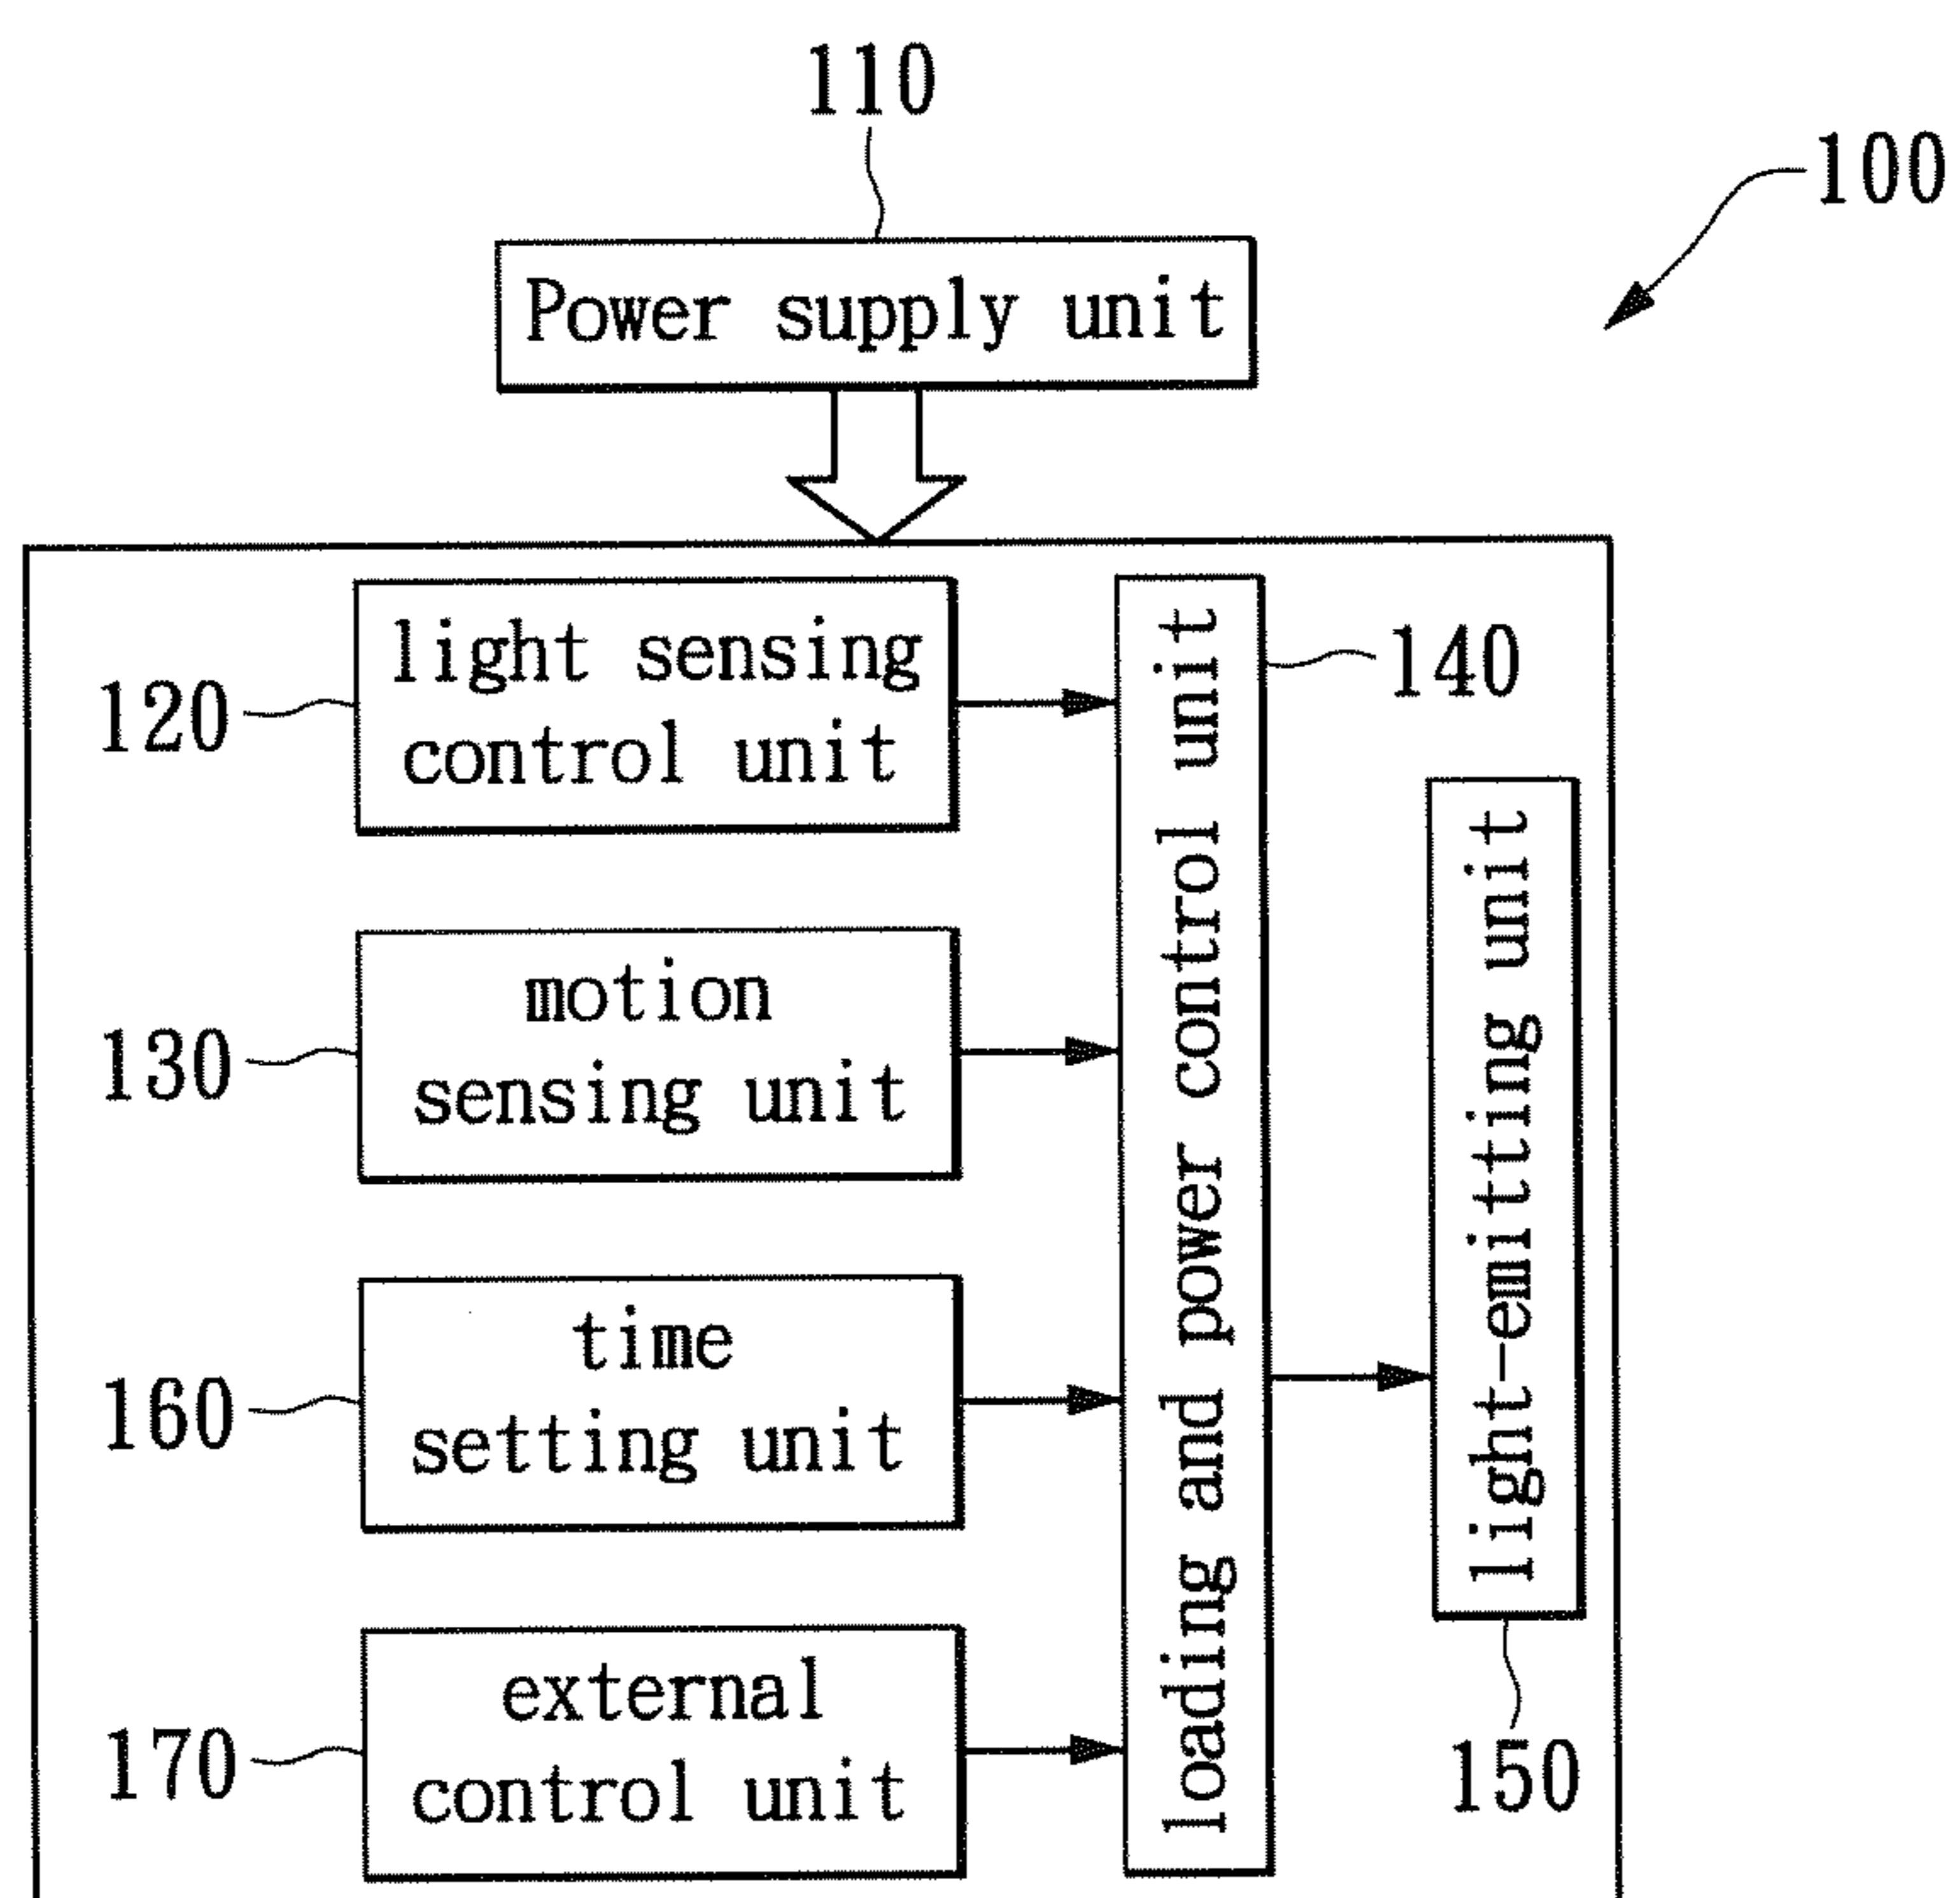 110
100
Power supply unit
120
light sensing
control unit
130
motion
sensing unit
160
time
setting unit
170
external
control unit
loading and power control unit
140
light-emitting unit
150